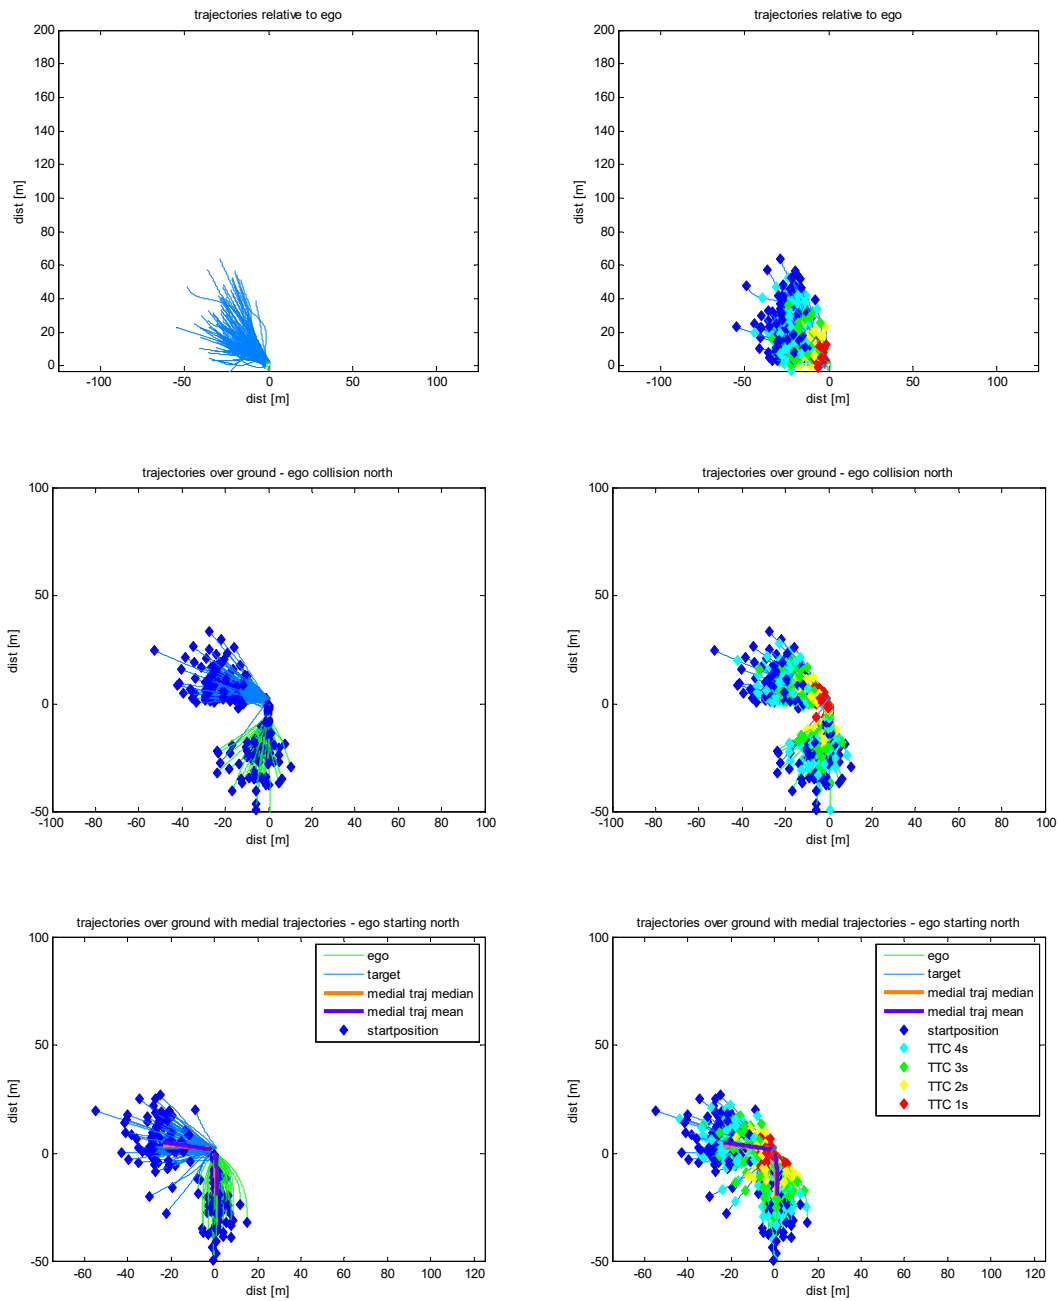 trajectories relative to ego
200
180
160
140
120
100
80
60
40
20
0
dist [m]
-100
-50
0
50
100
dist [m]
trajectories relative to ego
200
180
160
140
120
100
80
60
40
20
0
dist [m]
-100
-50
0
50
100
dist [m]
trajectories over ground - ego collision north
100
50
0
-50
dist [m]
-100
-80
-60
-40
-20
0
20
40
60
80
100
dist [m]
trajectories over ground - ego collision north
100
50
0
-50
dist [m]
-100
-80
-60
-40
-20
0
20
40
60
80
100
dist [m]
trajectories over ground with medial trajectories - ego starting north
100
50
0
-50
dist [m]
ego
target
medial traj median
medial traj mean
startposition
-60
-40
-20
0
20
40
60
80
100
120
dist [m]
trajectories over ground with medial trajectories - ego starting north
100
50
0
-50
dist [m]
ego
target
medial traj median
medial traj mean
startposition
TTC 4s
TTC 3s
TTC 2s
TTC 1s
-60
-40
-20
0
20
40
60
80
100
120
dist [m]